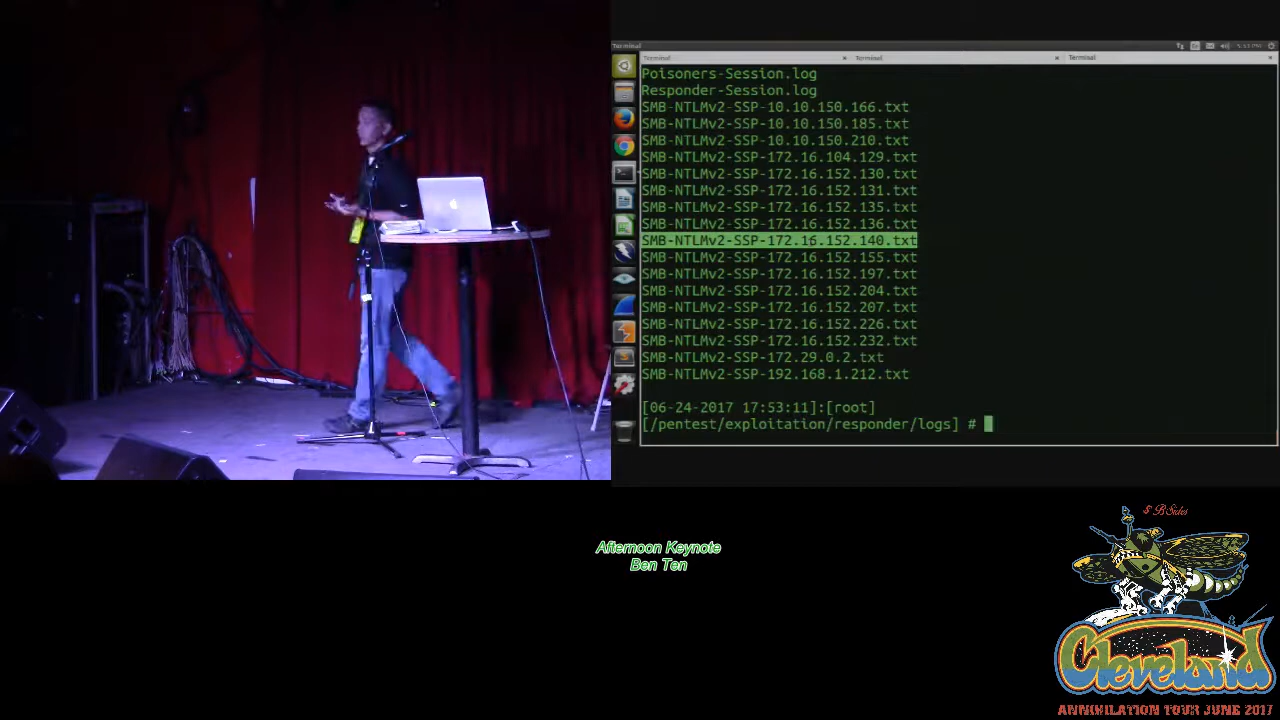 Terminal
Terminal
Terminal
Terminal
Poisoners-Session.log
Responder-Session.log
SMB-NTLMv2-SSP-10.10.150.166.txt
SMB-NTLMv2-SSP-10.10.150.185.txt
SMB-NTLMv2-SSP-10.10.150.210.txt
SMB-NTLMv2-SSP-172.16.104.129.txt
SMB-NTLMv2-SSP-172.16.152.130.txt
SMB-NTLMv2-SSP-172.16.152.131.txt
SMB-NTLMv2-SSP-172.16.152.135.txt
SMB-NTLMv2-SSP-172.16.152.136.txt
SMB-NTLMv2-SSP-172.16.152.140.txt
SMB-NTLMv2-SSP-172.16.152.155.txt
SMB-NTLMv2-SSP-172.16.152.197.txt
SMB-NTLMv2-SSP-172.16.152.204.txt
SMB-NTLMv2-SSP-172.16.152.207.txt
SMB-NTLMv2-SSP-172.16.152.226.txt
SMB-NTLMv2-SSP-172.16.152.232.txt
SMB-NTLMv2-SSP-172.29.0.2.txt
SMB-NTLMv2-SSP-192.168.1.212.txt
[06-24-2017 17:53:11]:[root]
[/pentest/exploitation/responder/logs] #
Afternoon Keynote
Ben Ten
BSides
Cleveland
ANNIHILATION TOUR JUNE 2017